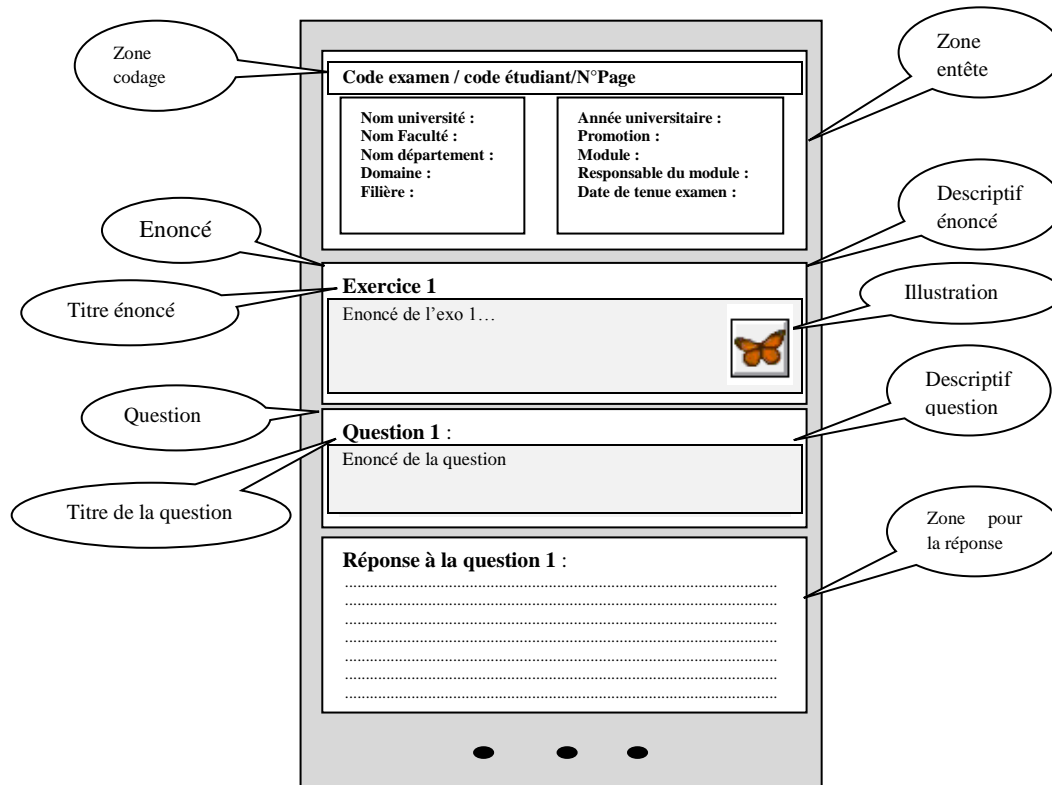 Zone
codage
Zone
entête
Code examen / code étudiant/N°Page
Nom université :
Nom Faculté :
Nom département :
Domaine :
Filière :
Année universitaire :
Promotion :
Module :
Responsable du module :
Date de tenue examen :
Enoncé
Descriptif
énoncé
Titre énoncé
Exercice 1
Enoncé de l’exo 1…
Illustration
Question
Descriptif
question
Question 1 :
Enoncé de la question
Titre de la question
Zone pour
la réponse
Réponse à la question 1 :